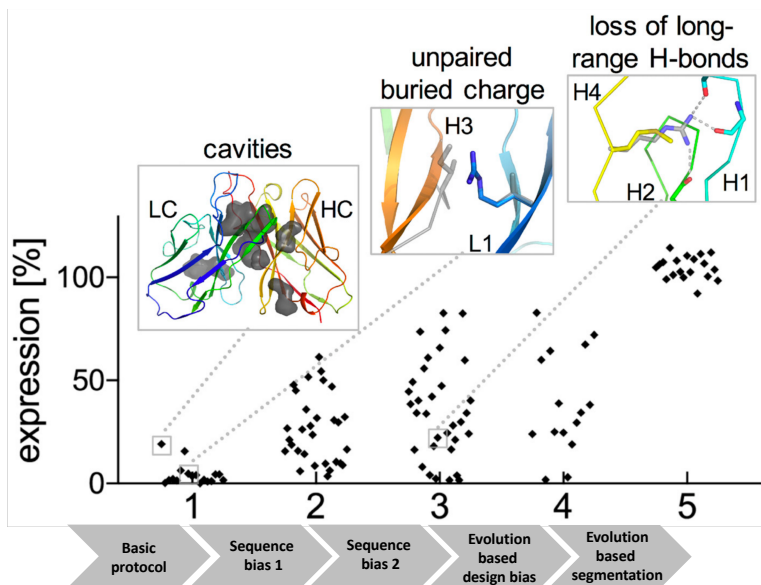 loss of long-
range H-bonds
unpaired
buried charge
cavities
H4
H2
H1
H3
L1
LC
HC
expression [%]
100
50
0
1 2 3 4 5
Basic
protocol
Sequence
bias 1
Sequence
bias 2
Evolution
based
design bias
Evolution
based
segmentation